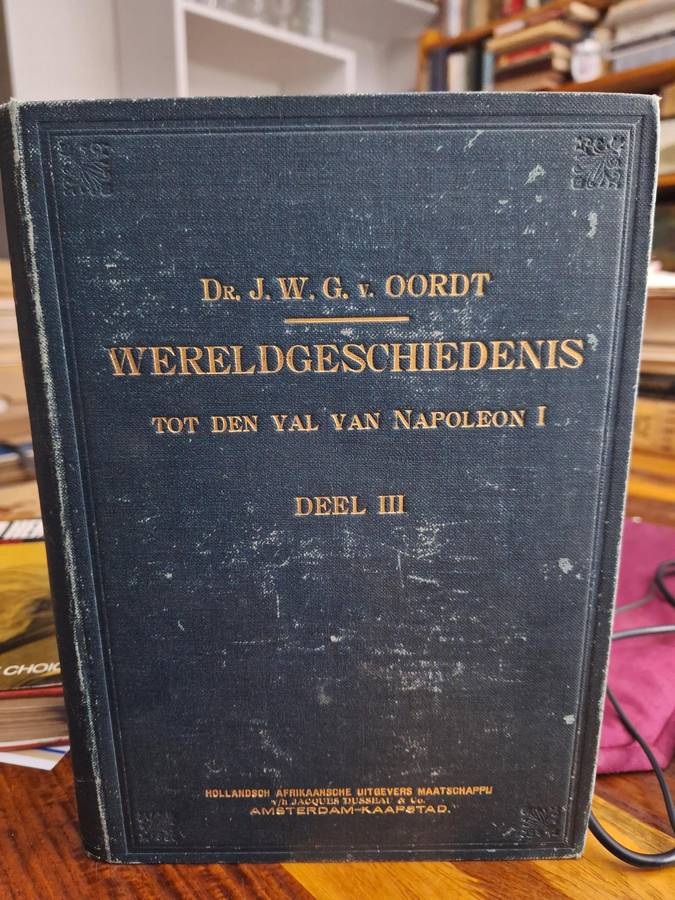 Dr. J. W. G. v. OORDT
WERELDGESCHIEDENIS
TOT DEN VAL VAN NAPOLEON I
DEEL III
HOLLANDSCH AFRIKAANSCHE UITGEVERS MAATSCHAPPIJ
v/h JACQUES DUSSEAU & Co.
AMSTERDAM-KAAPSTAD.